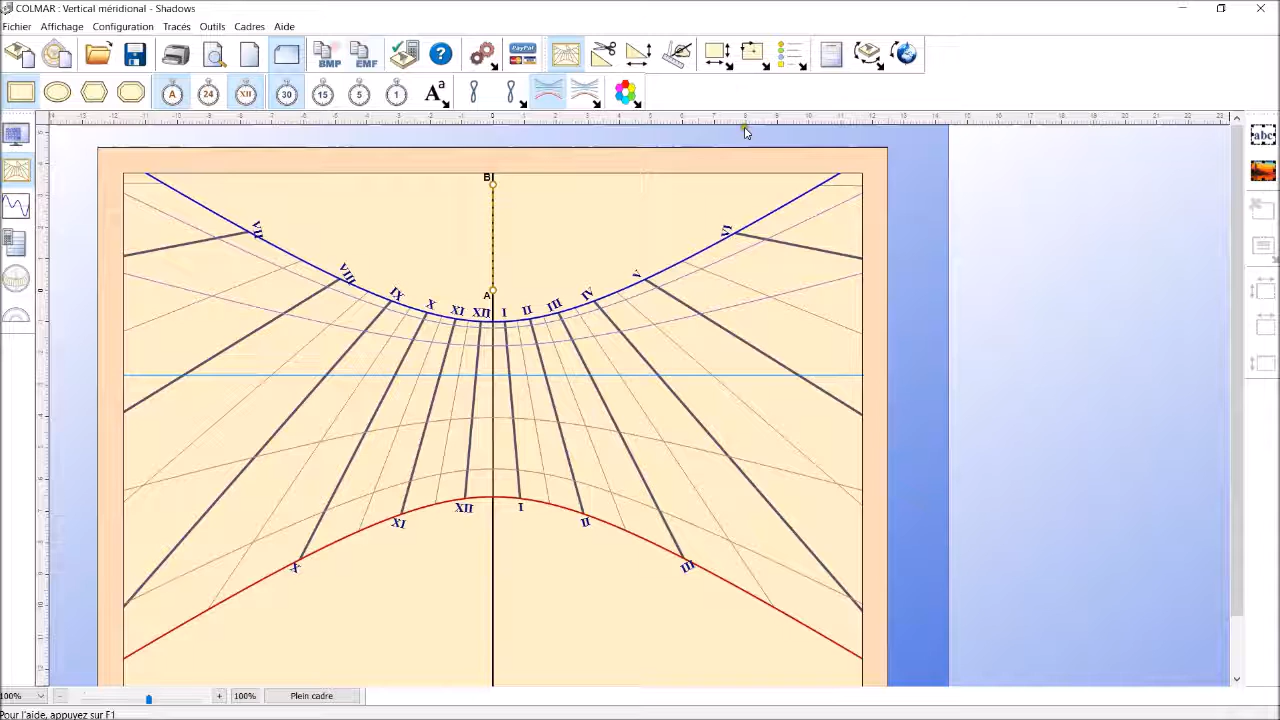 COLMAR : Vertical méridional - Shadows
Fichier Affichage Configuration Tracés Outils Cadres Aide
BMP EMF ? PayPal
A 24 XII 30 15 5 1 Aa
abc
B
VII VI
VIII V
IX IV
X III
XI XII I II
A
XII I
XI II
X III
100% 100% Plein cadre
Pour l'aide, appuyez sur F1